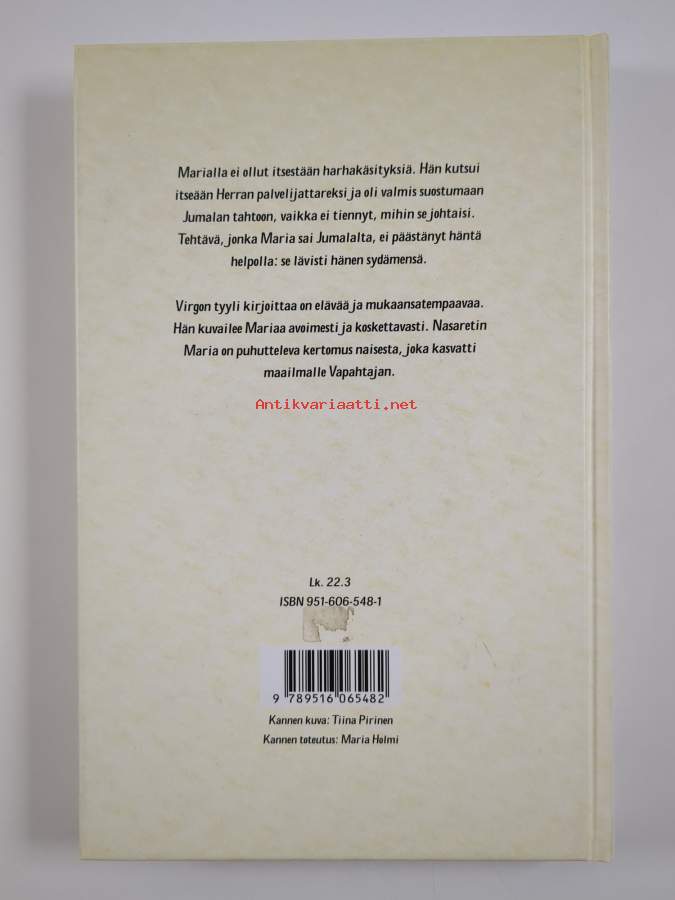 Marialla ei ollut itsestään harhakäsityksiä. Hän kutsui
itseään Herran palvelijattareksi ja oli valmis suostumaan
Jumalan tahtoon, vaikka ei tiennyt, mihin se johtaisi.
Tehtävä, jonka Maria sai Jumalalta, ei päästänyt häntä
helpolla: se lävisti hänen sydämensä.
Virgon tyyli kirjoittaa on elävää ja mukaansatempaavaa.
Hän kuvailee Mariaa avoimesti ja koskettavasti. Nasaretin
Maria on puhutteleva kertomus naisesta, joka kasvatti
maailmalle Vapahtajan.
Antikvariaatti.net
Lk. 22.3
ISBN 951-606-548-1
9 789516 065482
Kannen kuva: Tiina Pirinen
Kannen toteutus: Maria Holmi